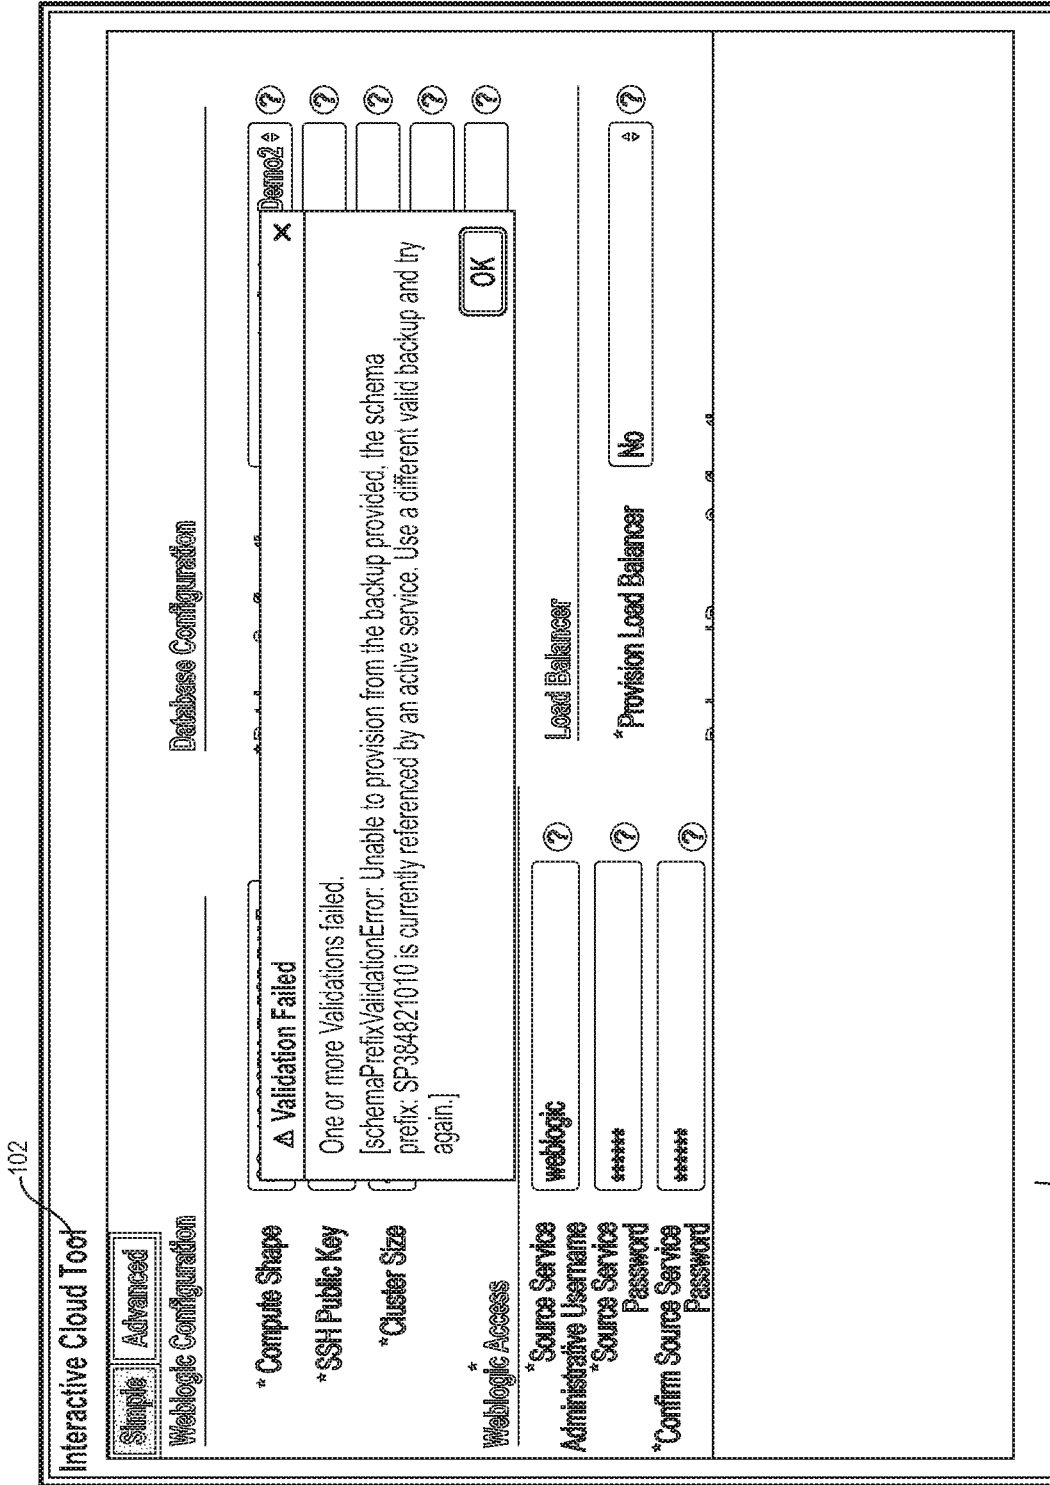 102
Interactive Cloud Tool
Simple Advanced
Weblogic Configuration
Database Configuration
* Compute Shape
Demo2 ?
*SSH Public Key
?
*Cluster Size
?
?
?
⚠ Validation Failed X
One or more Validations failed.
[schemaPrefixValidationError: Unable to provision from the backup provided, the schema
prefix: SP384821010 is currently referenced by an active service. Use a different valid backup and try
again.]
OK
*
Weblogic Access
*Source Service
Administrative Username
weblogic ?
*Source Service
Password
****** ?
*Confirm Source Service
Password
****** ?
Load Balancer
*Provision Load Balancer
No ?